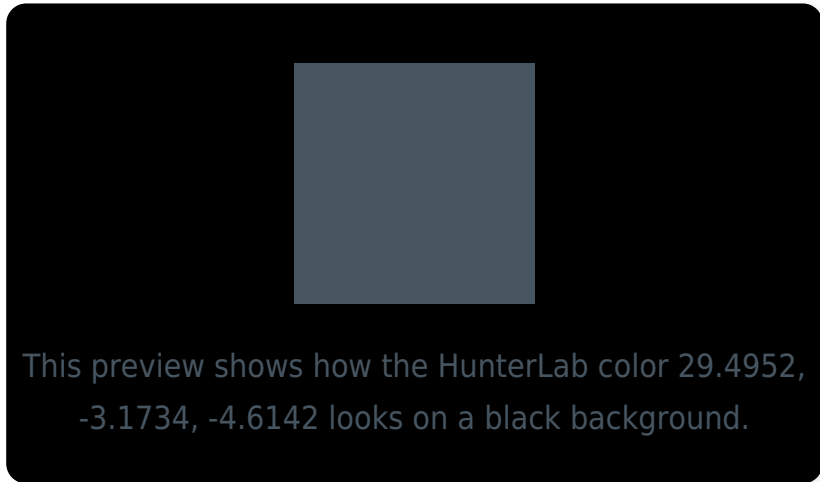 This preview shows how the HunterLab color 29.4952,
-3.1734, -4.6142 looks on a black background.